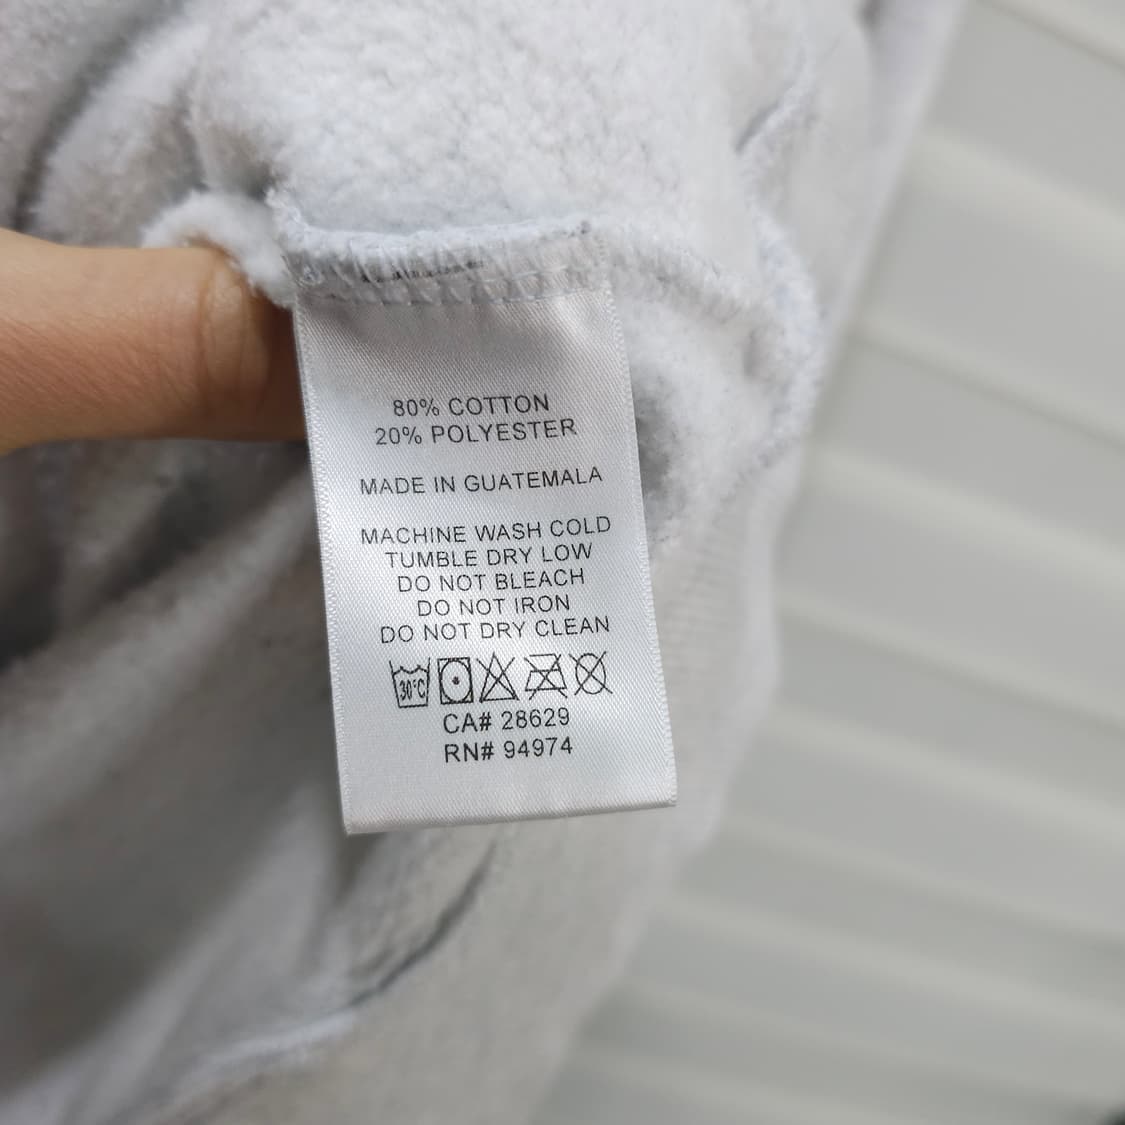 80% COTTON
20% POLYESTER
MADE IN GUATEMALA
MACHINE WASH COLD
TUMBLE DRY LOW
DO NOT BLEACH
DO NOT IRON
DO NOT DRY CLEAN
30°C
CA# 28629
RN# 94974